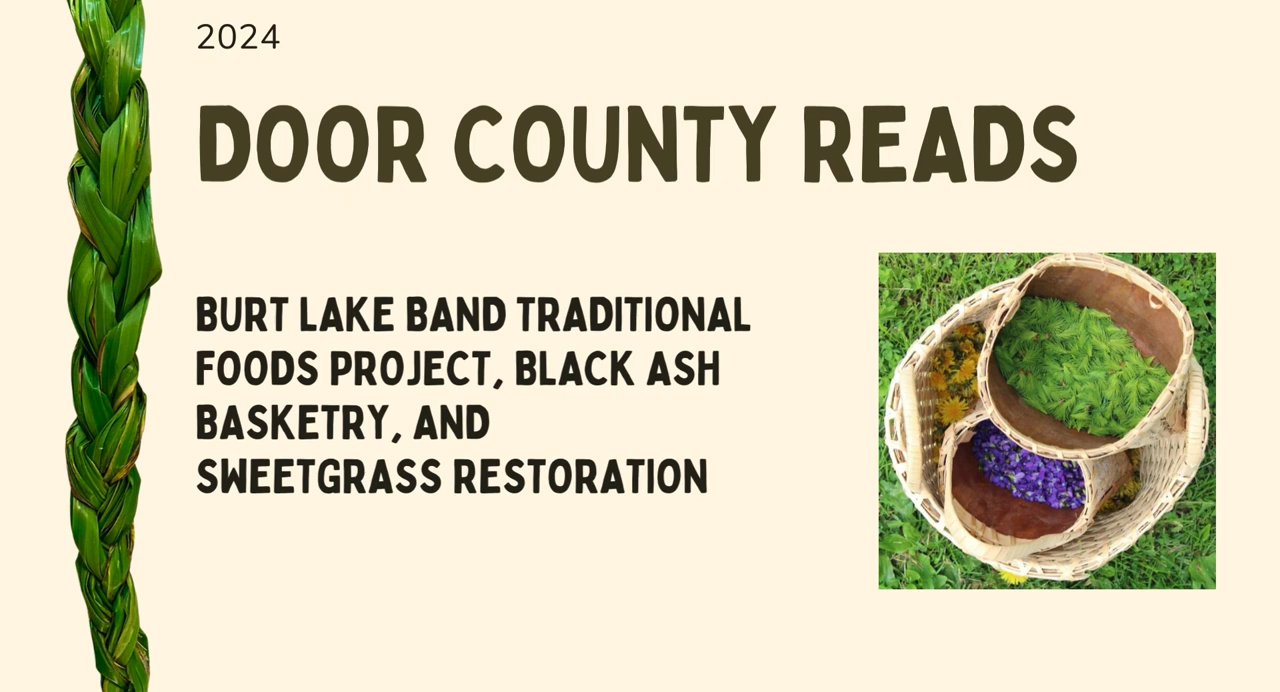 2024
DOOR COUNTY READS
BURT LAKE BAND TRADITIONAL
FOODS PROJECT, BLACK ASH
BASKETRY, AND
SWEETGRASS RESTORATION